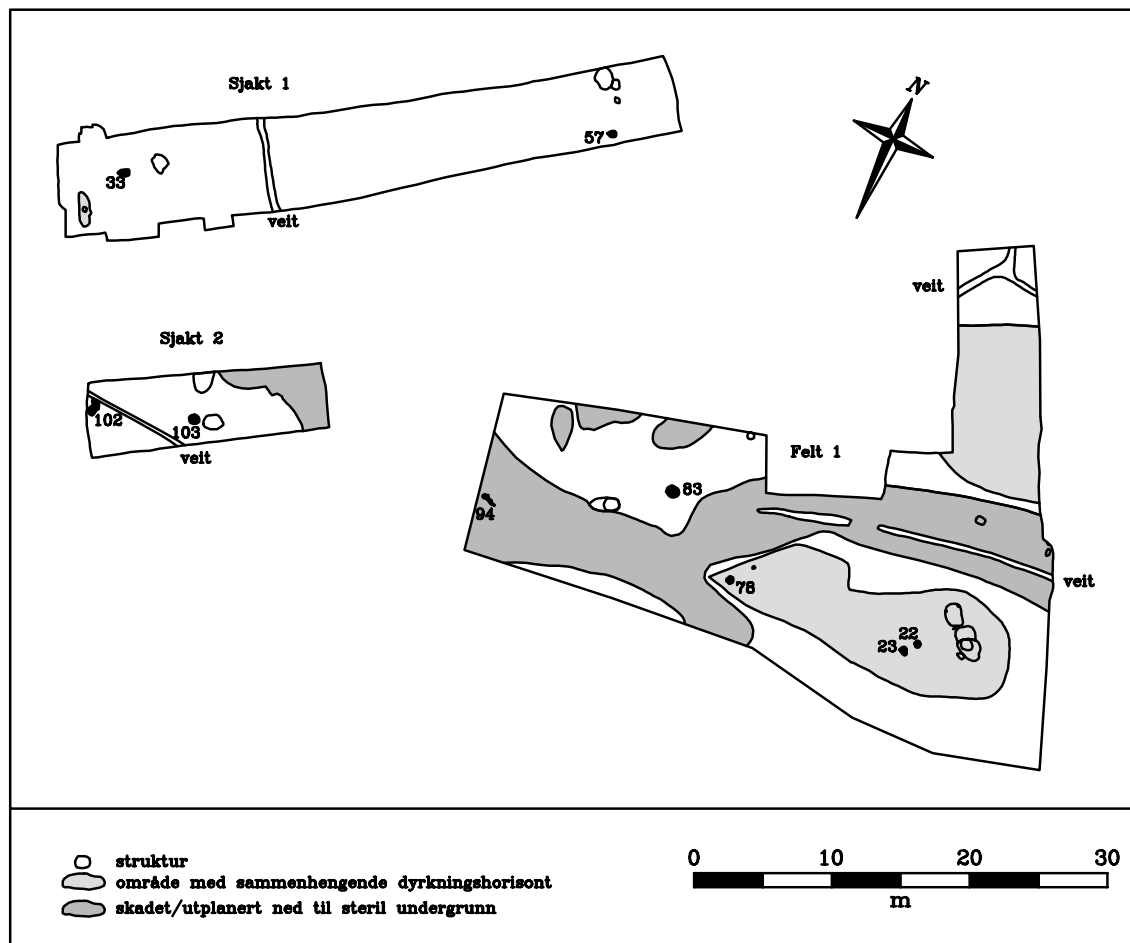 Sjakt 1
N
57
33
veit
veit
Sjakt 2
102
103
veit
Felt 1
83
94
78
veit
22
23
struktur
område med sammenhengende dyrkningshorisont
skadet/utplanert ned til steril undergrunn
0 10 20 30
m